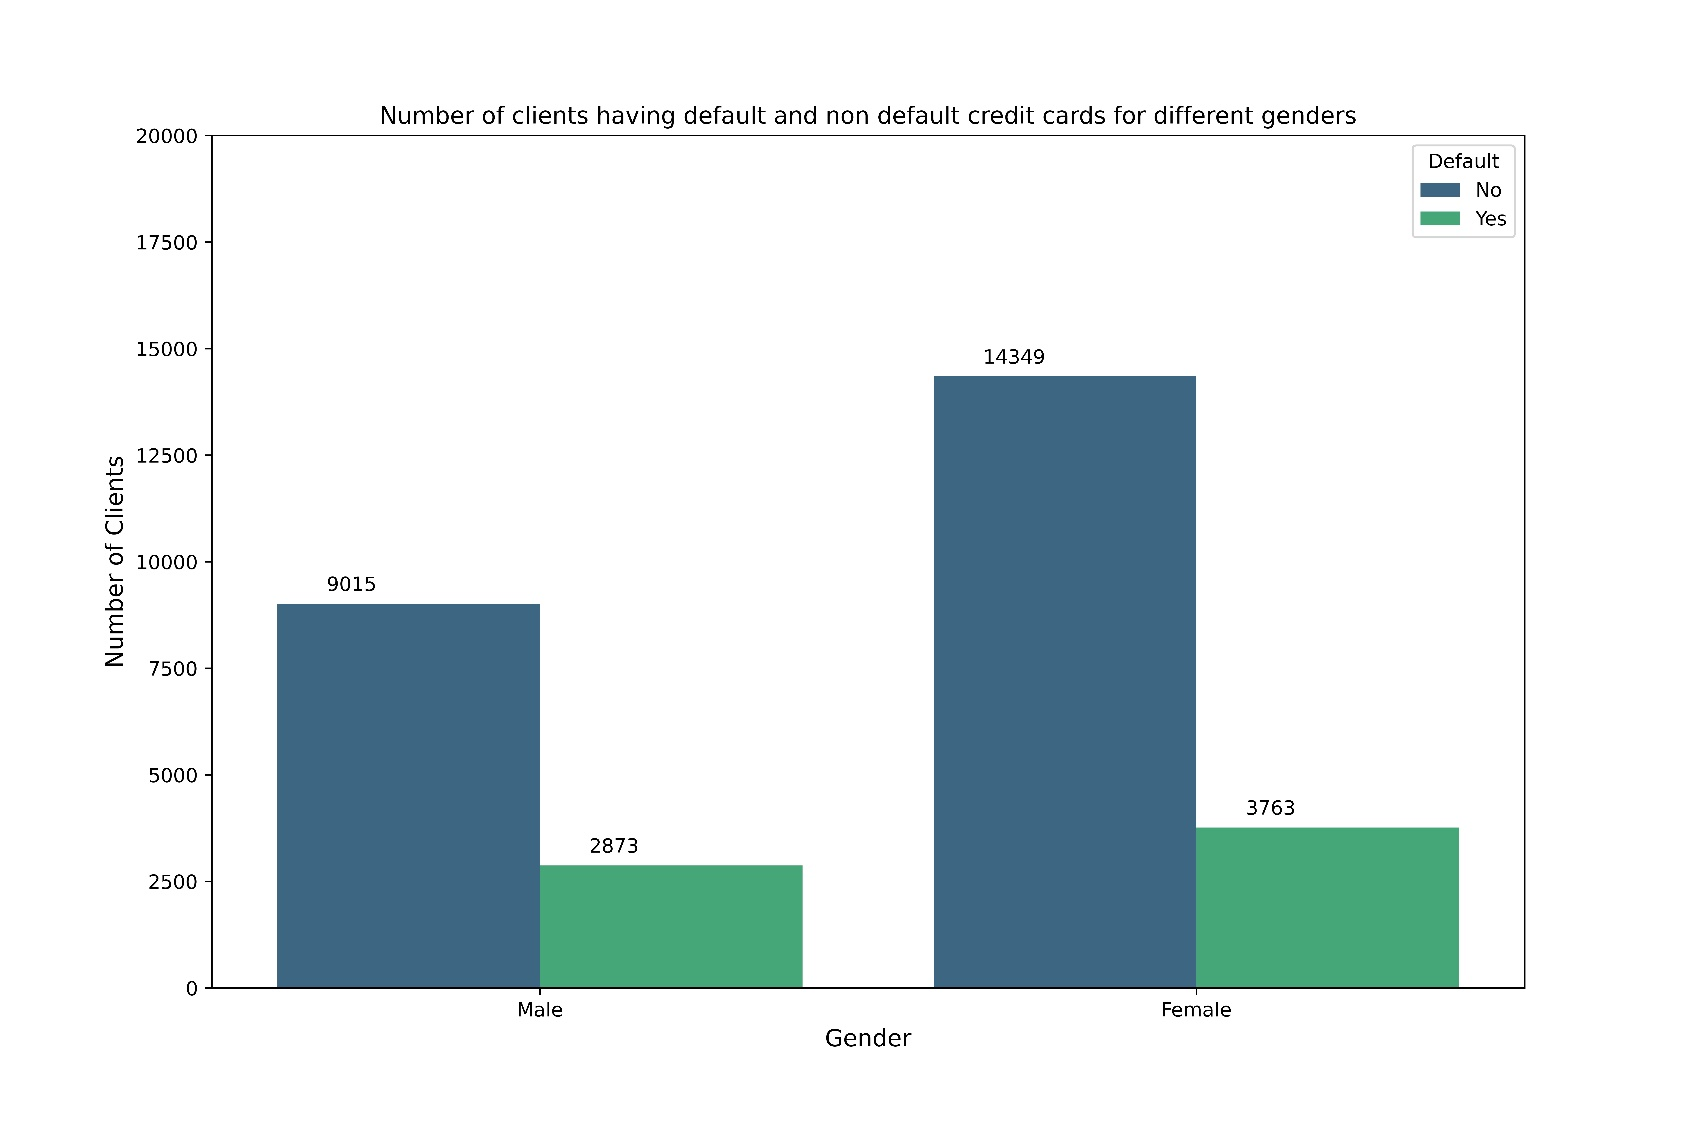 Number of clients having default and non default credit cards for different genders
20000
17500
15000
12500
10000
7500
5000
2500
0
Number of Clients
Default
No
Yes
9015
2873
14349
3763
Male
Female
Gender